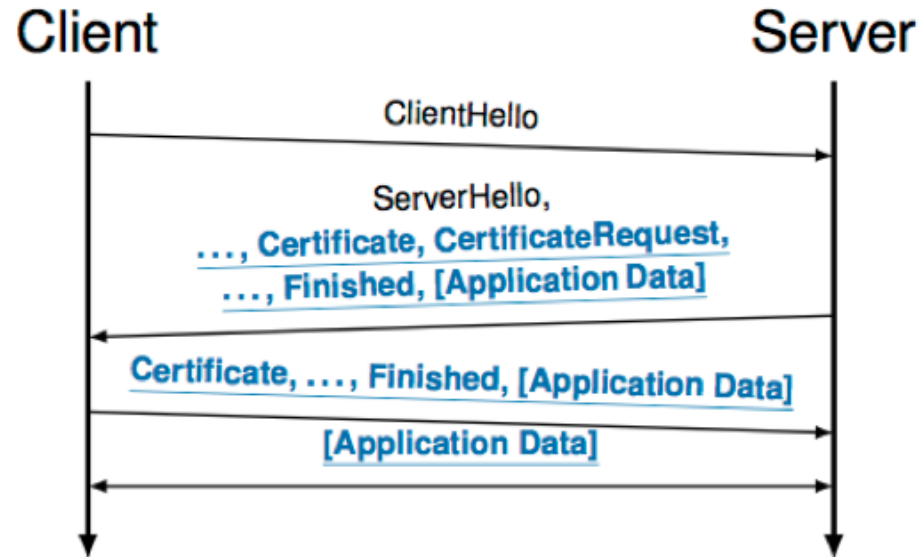 Client
Server
ClientHello
ServerHello,
..., Certificate, CertificateRequest,
..., Finished, [Application Data]
Certificate, ..., Finished, [Application Data]
[Application Data]